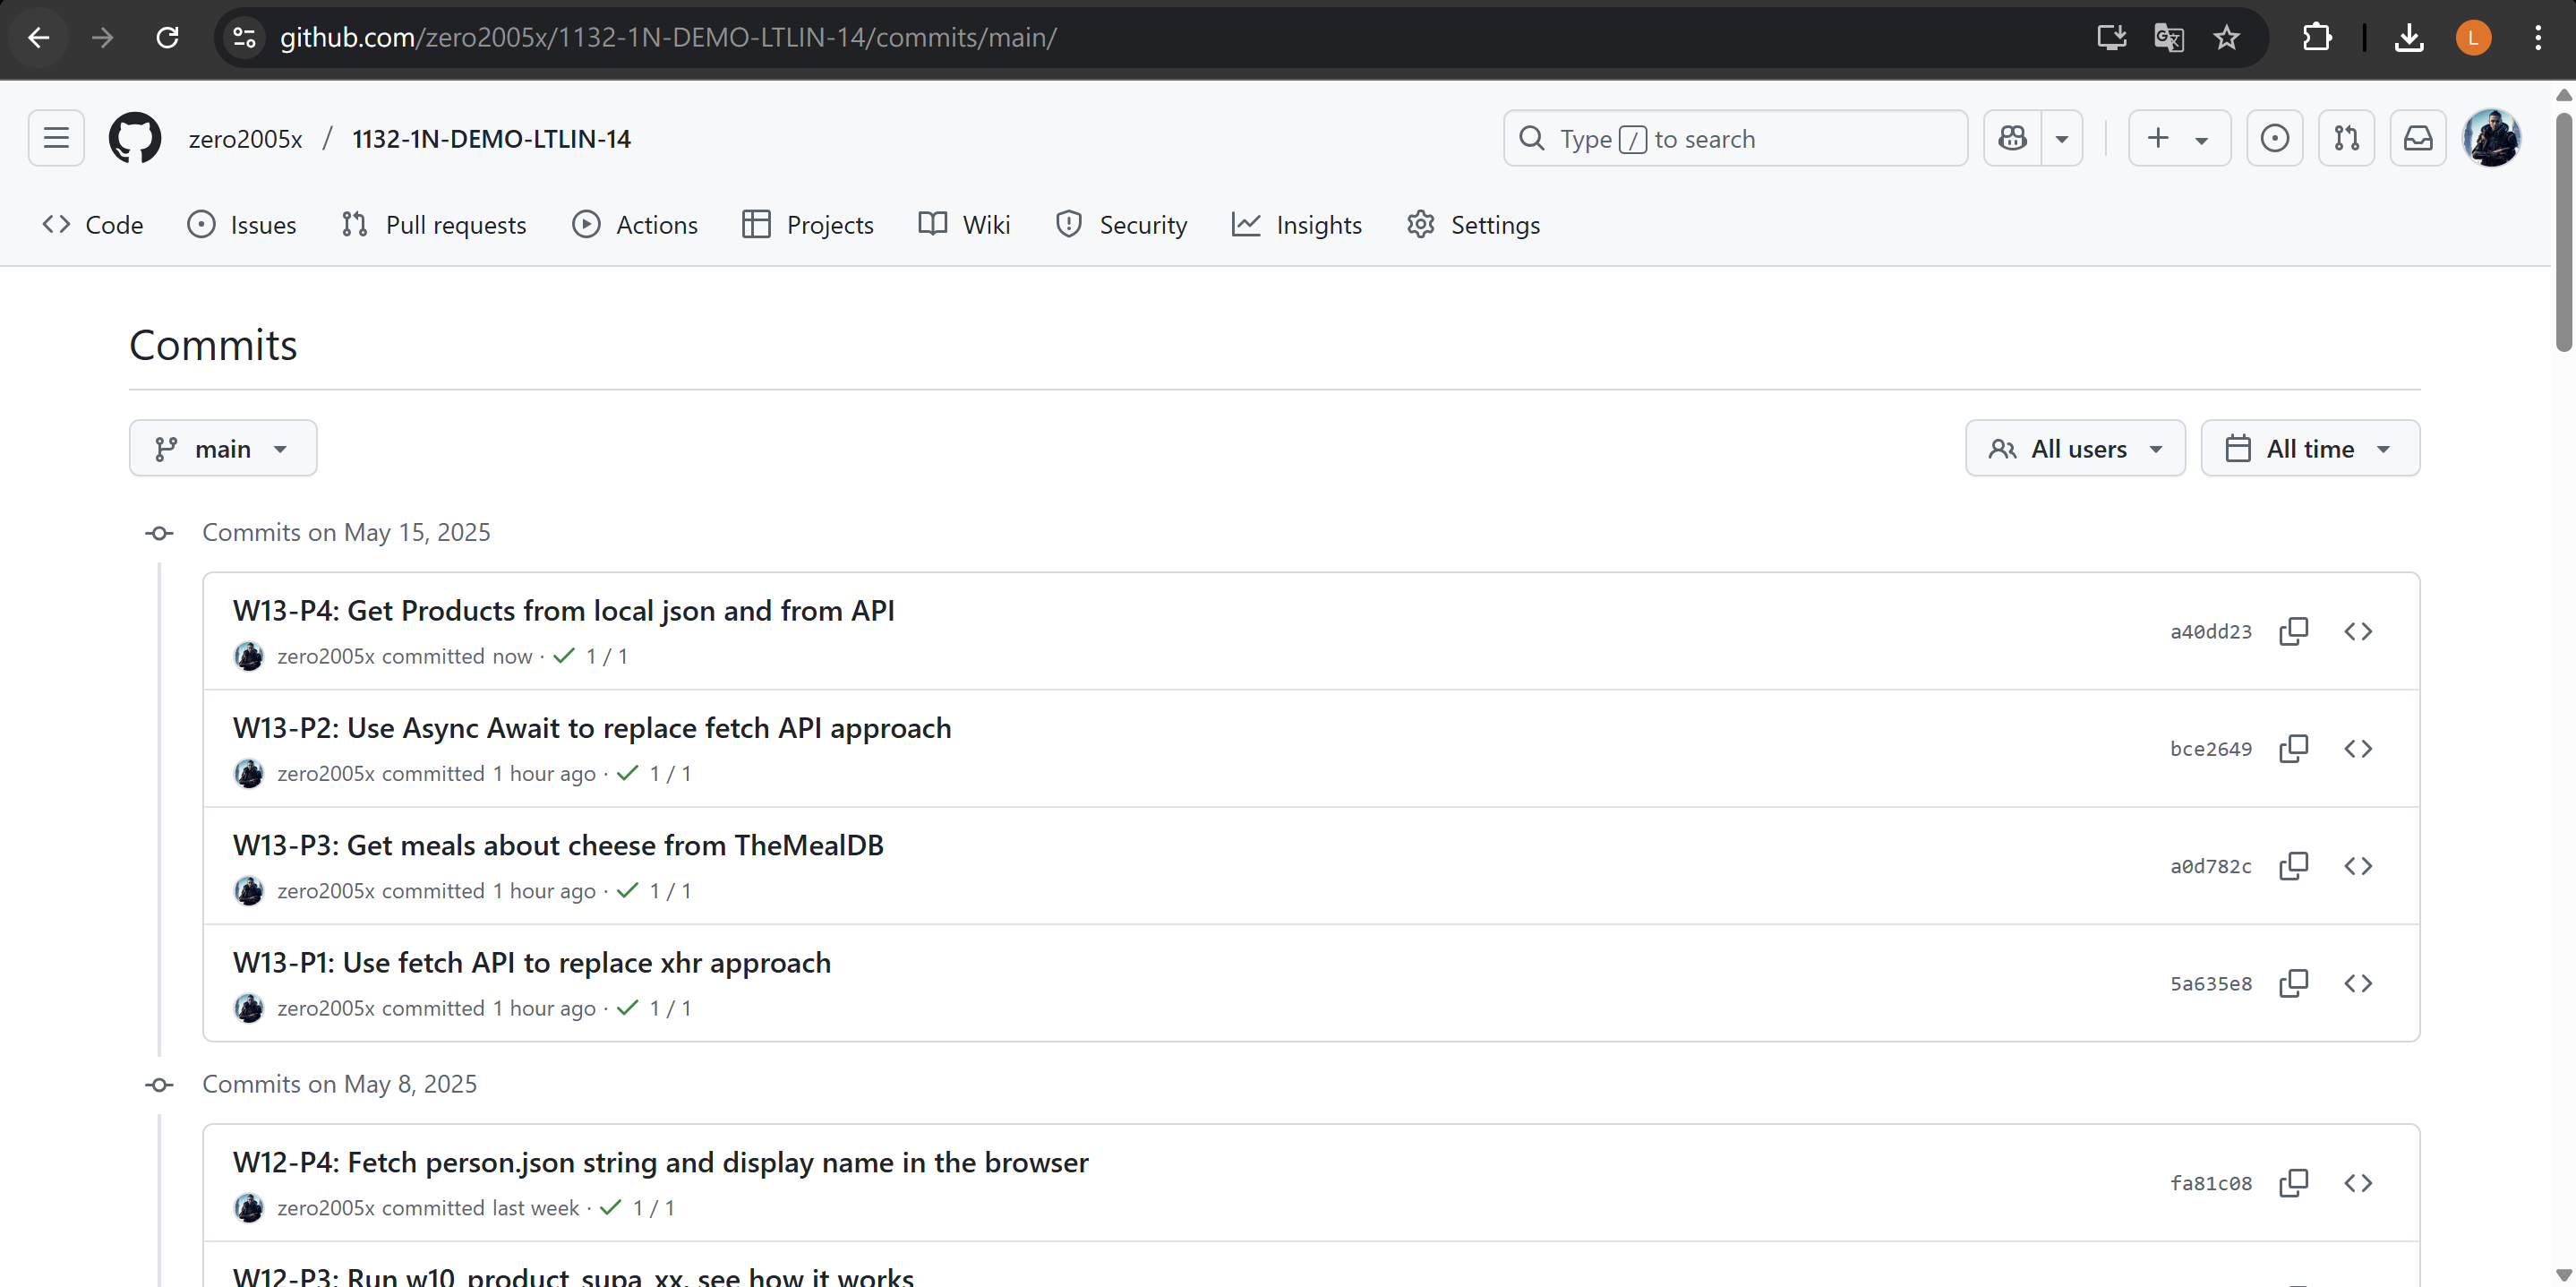 github.com/zero2005x/1132-1N-DEMO-LTLIN-14/commits/main/
L
zero2005x / 1132-1N-DEMO-LTLIN-14
Type / to search
Code Issues Pull requests Actions Projects Wiki Security Insights Settings
Commits
main
All users
All time
Commits on May 15, 2025
W13-P4: Get Products from local json and from API
zero2005x committed now · 1 / 1
a40dd23
W13-P2: Use Async Await to replace fetch API approach
zero2005x committed 1 hour ago · 1 / 1
bce2649
W13-P3: Get meals about cheese from TheMealDB
zero2005x committed 1 hour ago · 1 / 1
a0d782c
W13-P1: Use fetch API to replace xhr approach
zero2005x committed 1 hour ago · 1 / 1
5a635e8
Commits on May 8, 2025
W12-P4: Fetch person.json string and display name in the browser
zero2005x committed last week · 1 / 1
fa81c08
W12-P3: Run w10_product_supa_xx, see how it works